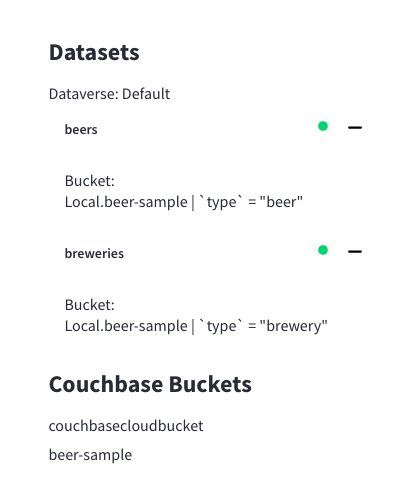 Datasets
Dataverse: Default
beers
Bucket:
Local.beer-sample | `type` = "beer"
breweries
Bucket:
Local.beer-sample | `type` = "brewery"
Couchbase Buckets
couchbasecloudbucket
beer-sample